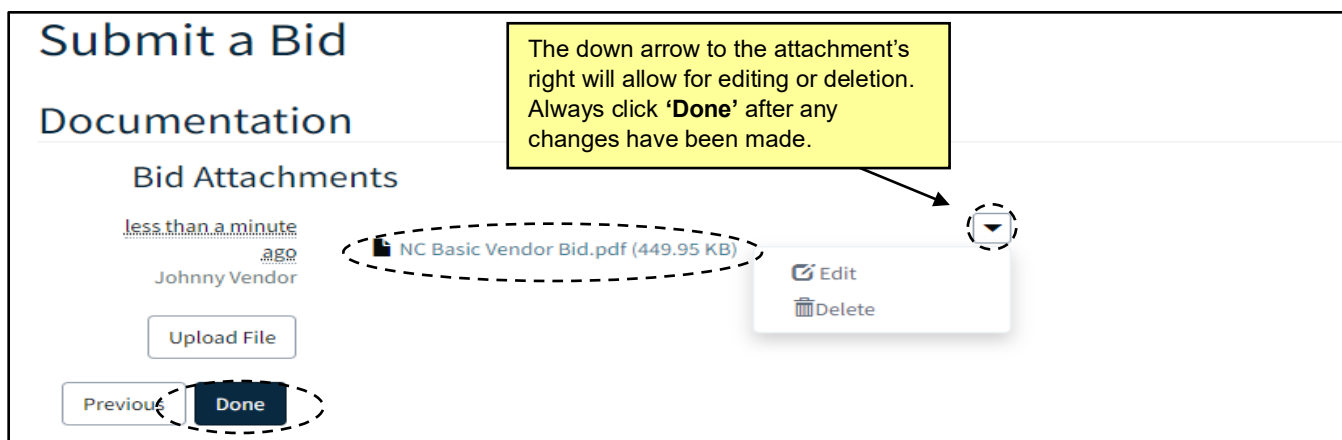 Submit a Bid
The down arrow to the attachment’s
right will allow for editing or deletion.
Always click ‘Done’ after any
changes have been made.
Documentation
Bid Attachments
less than a minute
ago
Johnny Vendor
NC Basic Vendor Bid.pdf (449.95 KB)
Edit
Delete
Upload File
Previous
Done